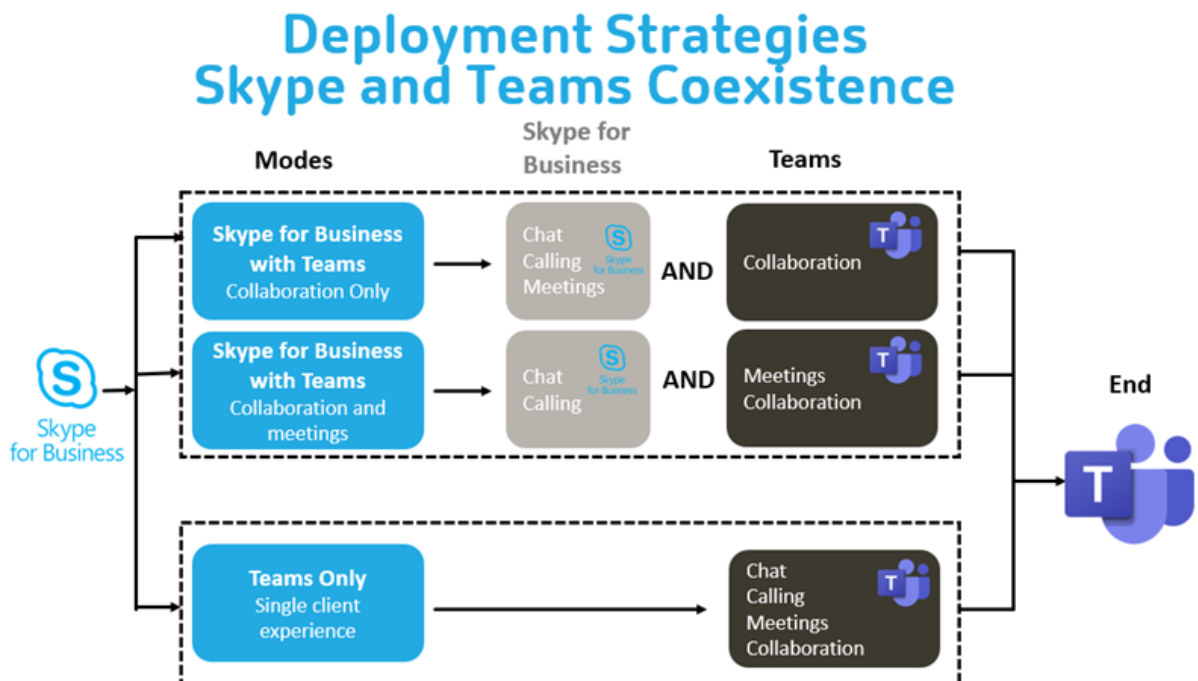 Deployment Strategies
Skype and Teams Coexistence
Modes
Skype for
Business
Teams
Skype for Business
with Teams
Collaboration Only
Chat
Calling
Meetings
S
Skype
for Business
AND
Collaboration
T
Skype for Business
with Teams
Collaboration and
meetings
Chat
Calling
S
Skype
for Business
AND
Meetings
Collaboration
T
S
Skype
for Business
End
T
Teams Only
Single client
experience
Chat
Calling
Meetings
Collaboration
T